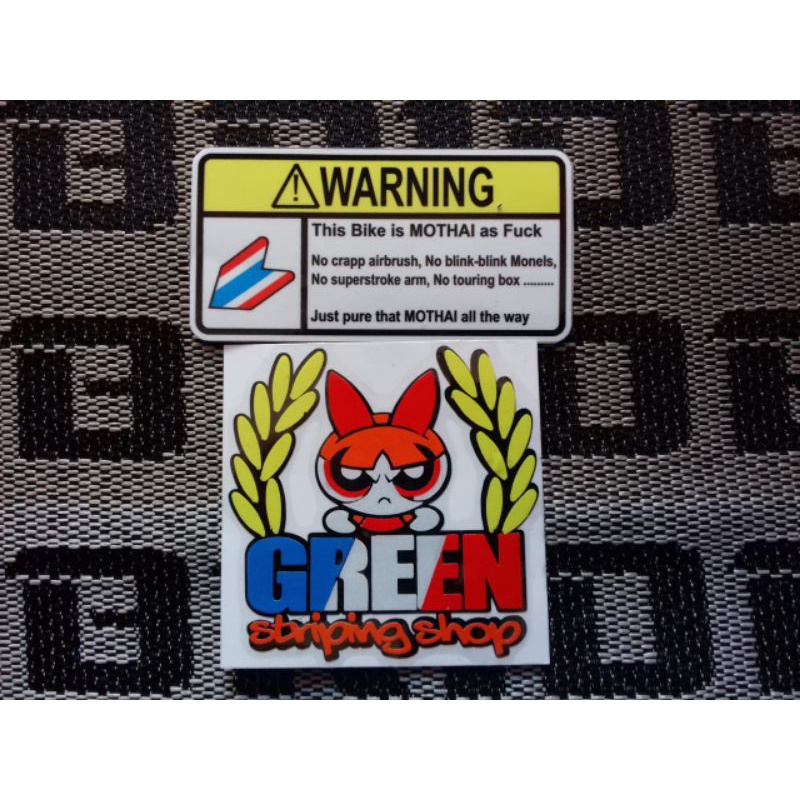 WARNING
This Bike is MOTHAI as Fuck
No crapp airbrush, No blink-blink Monels,
No superstroke arm, No touring box .........
Just pure that MOTHAI all the way
GREEN
striping shop